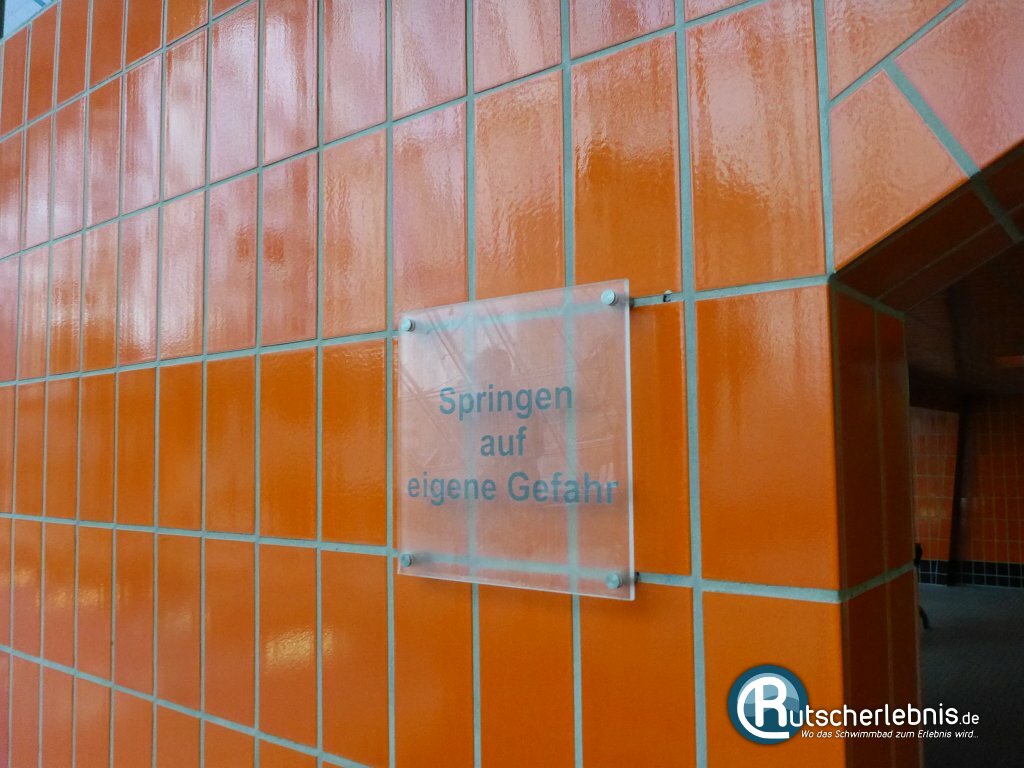 Springen
auf
eigene Gefahr
Rutscherlebnis.de
Wo das Schwimmbad zum Erlebnis wird...